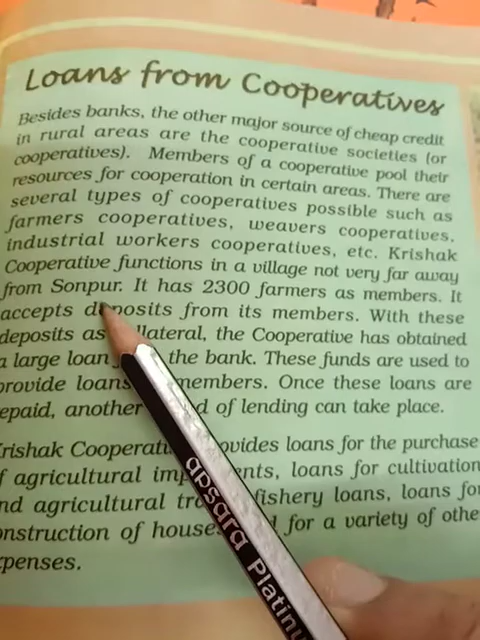 Loans from Cooperatives
Besides banks, the other major source of cheap credit
in rural areas are the cooperative societies (or
cooperatives). Members of a cooperative pool their
resources for cooperation in certain areas. There are
several types of cooperatives possible such as
farmers cooperatives, weavers cooperatives,
industrial workers cooperatives, etc. Krishak
Cooperative functions in a village not very far away
from Sonpur. It has 2300 farmers as members. It
accepts deposits from its members. With these
deposits as collateral, the Cooperative has obtained
a large loan the bank. These funds are used to
provide loans members. Once these loans are
repaid, another of lending can take place.
Krishak Cooperative provides loans for the purchase
of agricultural implements, loans for cultivation
and agricultural fishery loans, loans for
construction of houses for a variety of other
expenses.
apsara Platinum